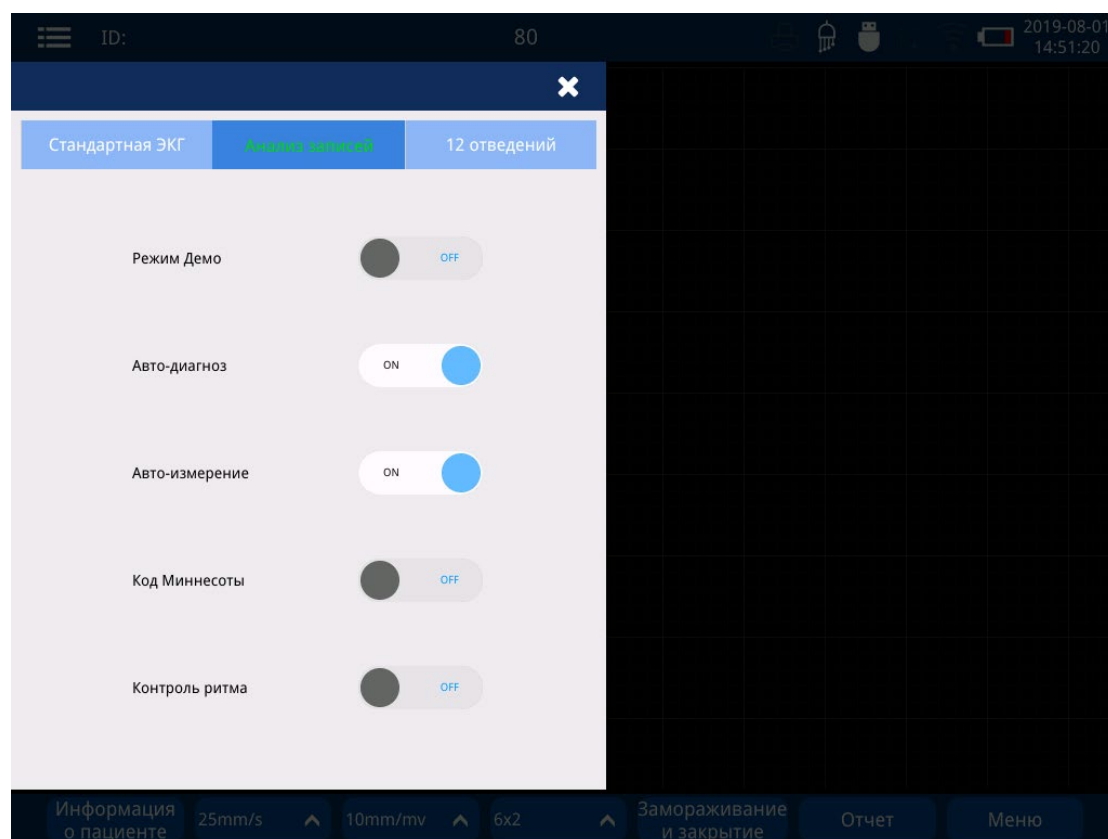 ID:
80
2019-08-01
14:51:20
Стандартная ЭКГ
Анализ записей
12 отведений
Режим Демо
OFF
Авто-диагноз
ON
Авто-измерение
ON
Код Миннесоты
OFF
Контроль ритма
OFF
Информация
о пациенте
25mm/s
10mm/mv
6x2
Замораживание
и закрытие
Отчет
Меню